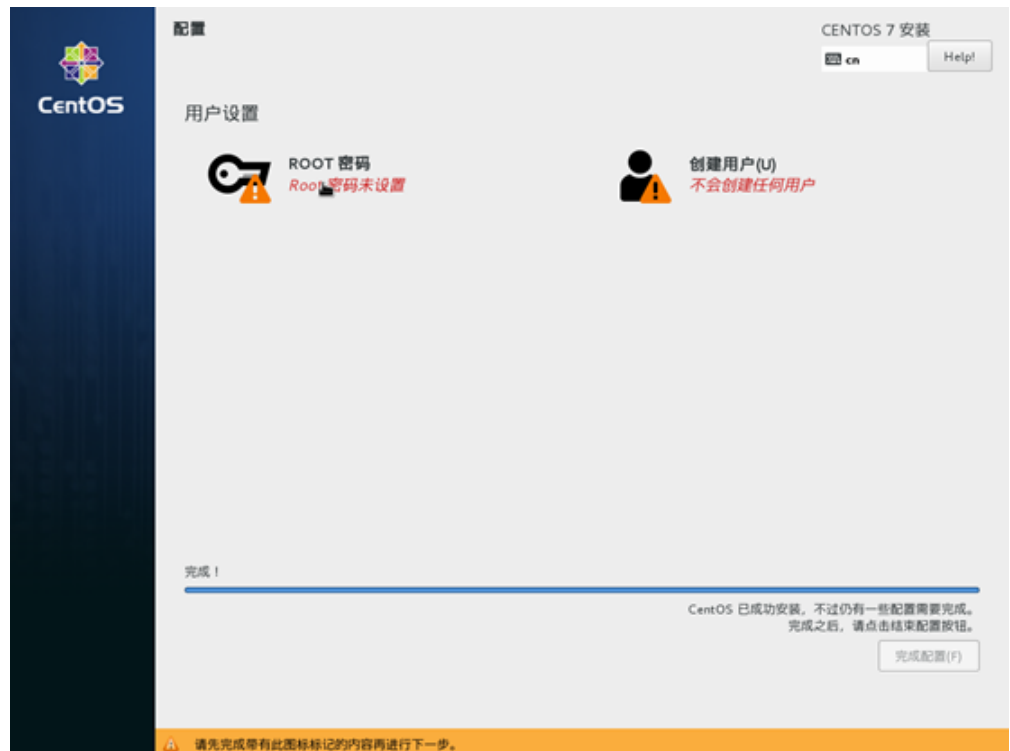 CentOS
配置
CENTOS 7 安装
cn
Help!
用户设置
ROOT 密码
Root 密码未设置
创建用户(U)
不会创建任何用户
完成！
CentOS 已成功安装，不过仍有一些配置需要完成。
完成之后，请点击结束配置按钮。
完成配置(F)
请先完成带有此图标标记的内容再进行下一步。